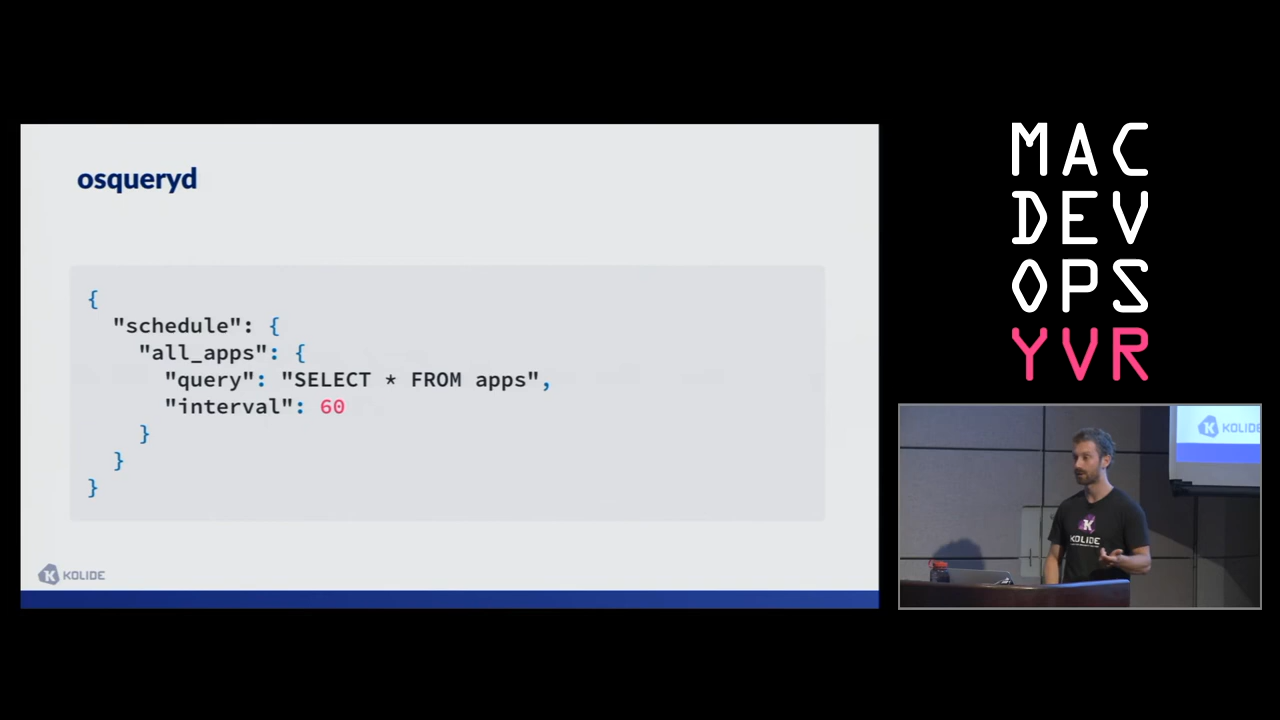 osqueryd
{
"schedule": {
"all_apps": {
"query": "SELECT * FROM apps",
"interval": 60
}
}
}
KOLIDE
MAC
DEV
OPS
YVR
KOLIDE
KOLIDE